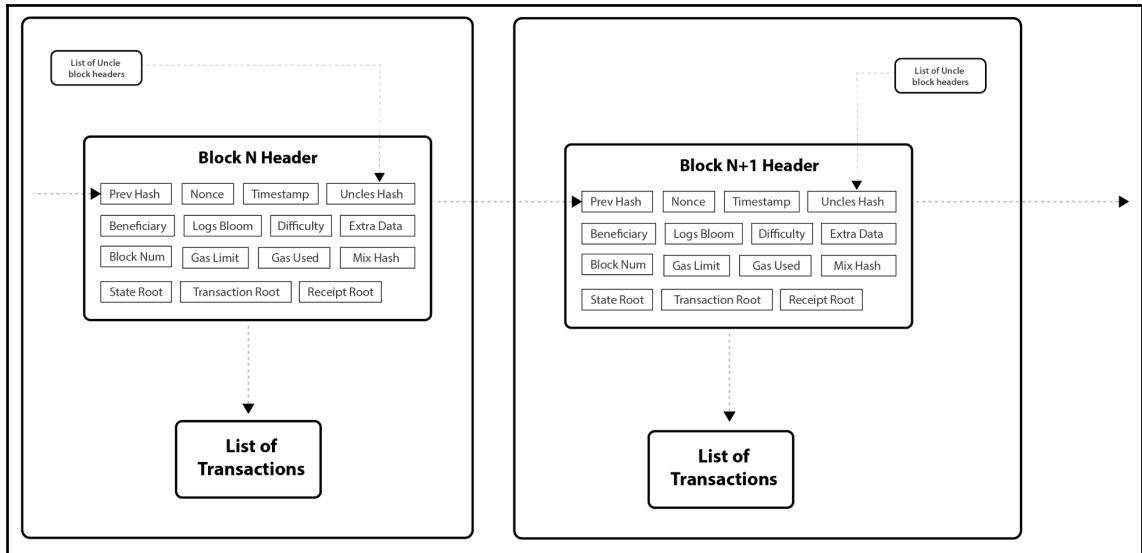 List of Uncle
block headers
Block N Header
Prev Hash Nonce Timestamp Uncles Hash
Beneficiary Logs Bloom Difficulty Extra Data
Block Num Gas Limit Gas Used Mix Hash
State Root Transaction Root Receipt Root
List of
Transactions
List of Uncle
block headers
Block N+1 Header
Prev Hash Nonce Timestamp Uncles Hash
Beneficiary Logs Bloom Difficulty Extra Data
Block Num Gas Limit Gas Used Mix Hash
State Root Transaction Root Receipt Root
List of
Transactions